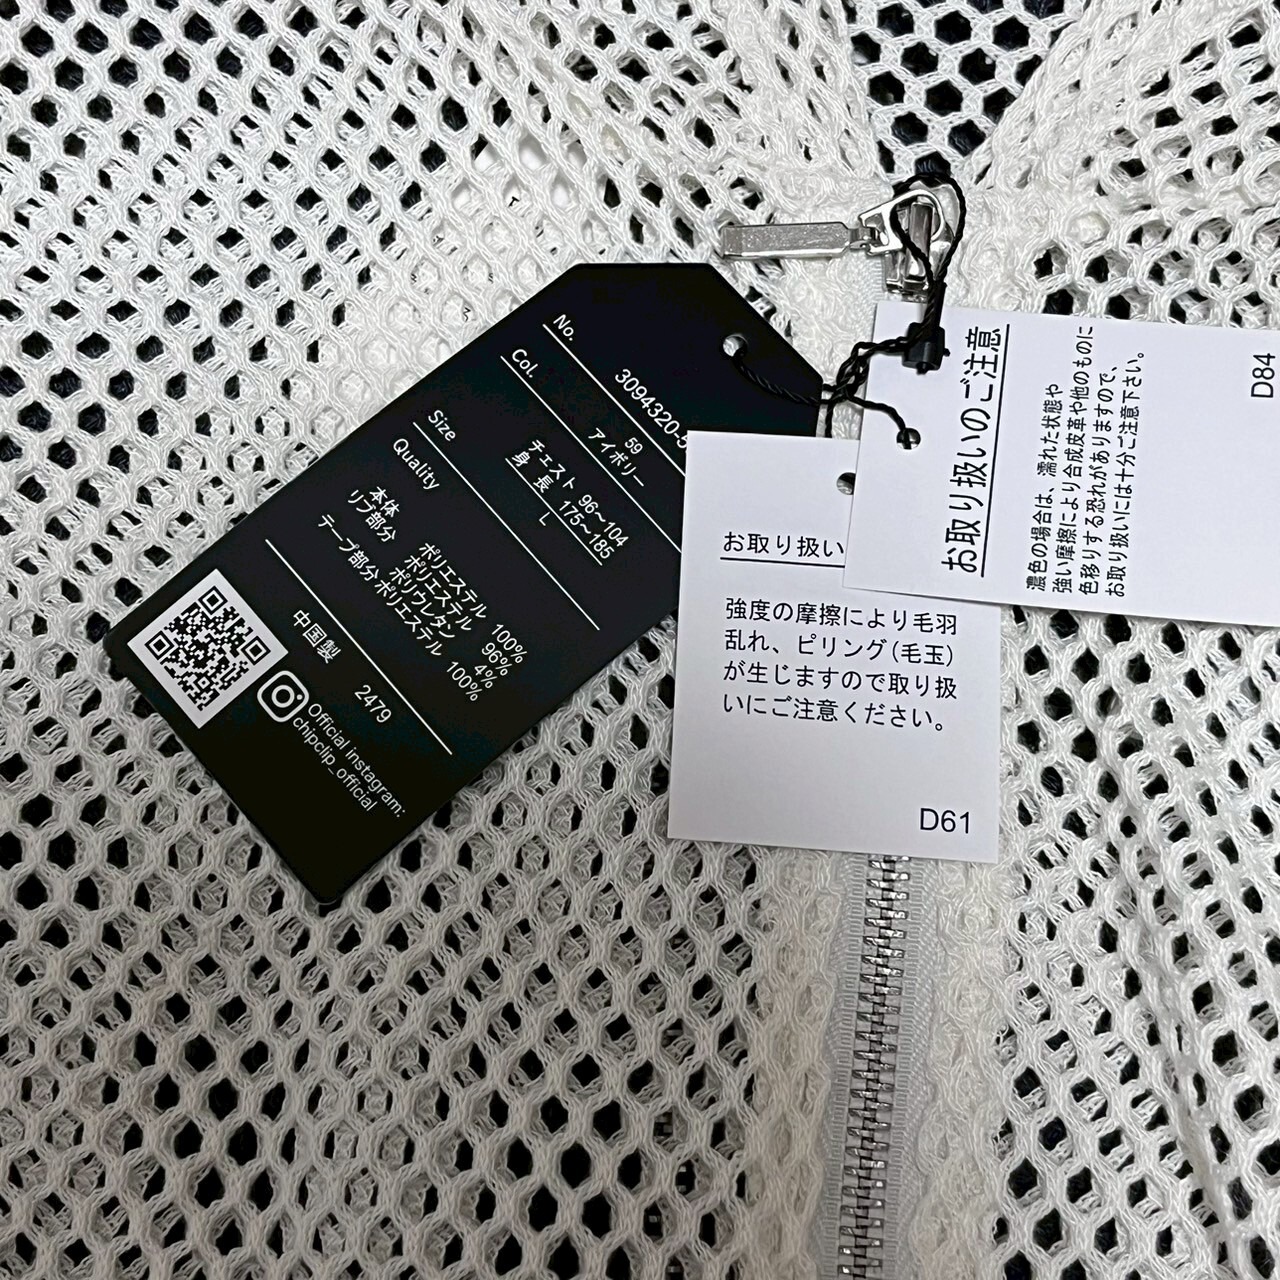 No.
3094320-5
Col.
59
アイボリー
Size
チェスト 96~104
身 長 175~185
L
Quality
本体 ポリエステル 100%
リブ部分 ポリエステル 96%
ポリウレタン 4%
テープ部分 ポリエステル 100%
中国製 2479
Official instagram:
chipclip_official
お取り扱い
強度の摩擦により毛羽
乱れ、ピリング(毛玉)
が生じますので取り扱
いにご注意ください。
D61
お取り扱いのご注意
濃色の場合は、濡れた状態や
強い摩擦により合成皮革や他のものに
色移りする恐れがありますので、
お取り扱いには十分ご注意下さい。
D84